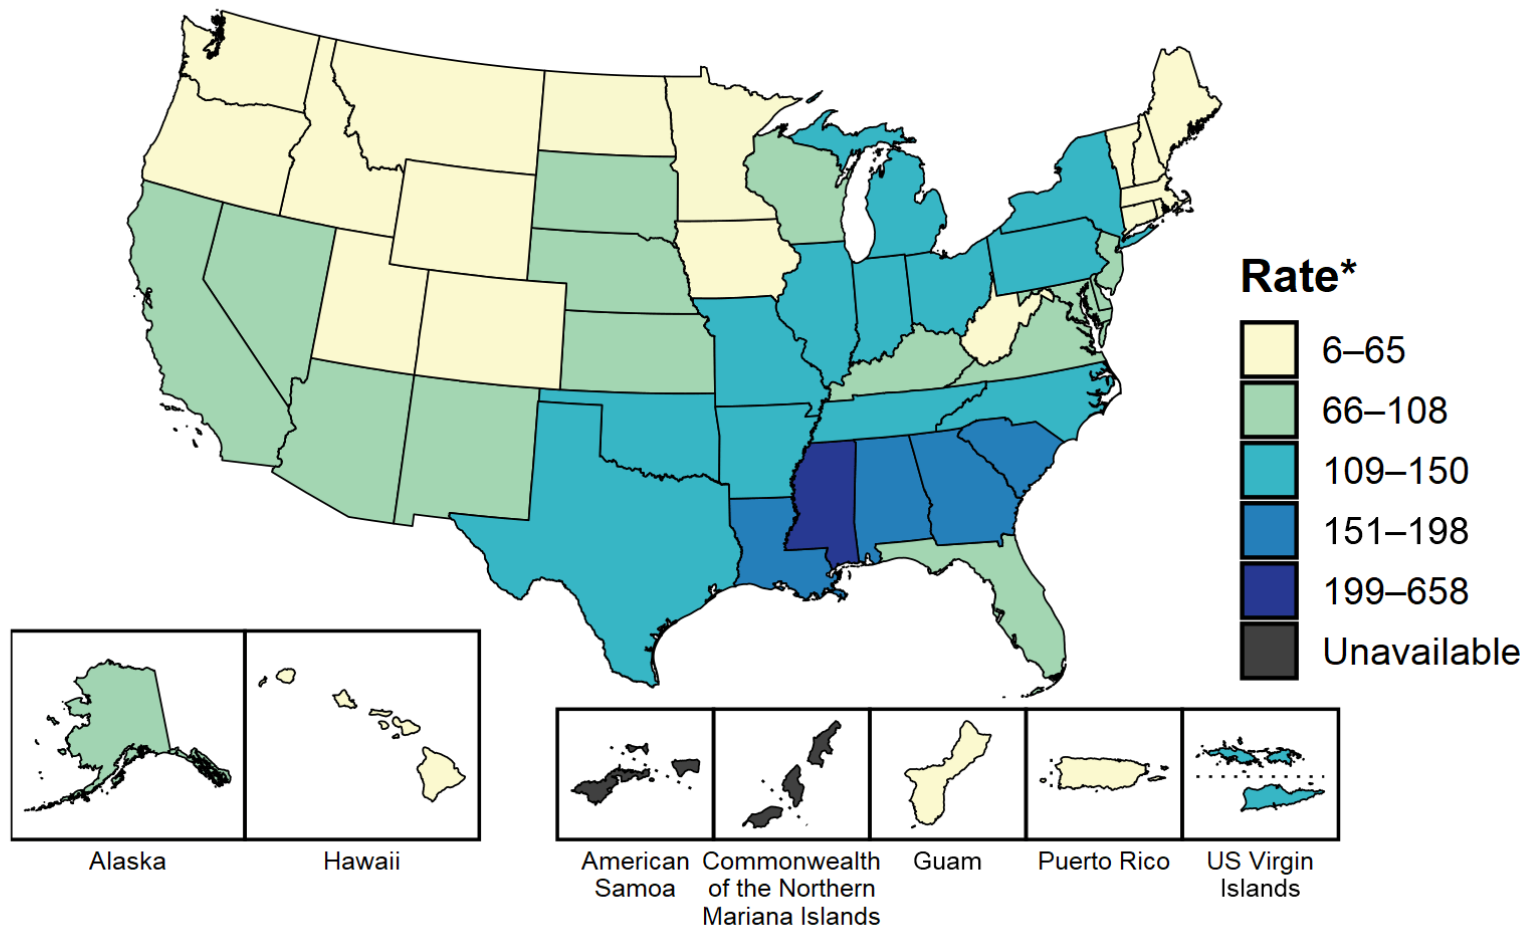 Rate*
6–65
66–108
109–150
151–198
199–658
Unavailable
Alaska
Hawaii
American
Samoa
Commonwealth
of the Northern
Mariana Islands
Guam
Puerto Rico
US Virgin
Islands